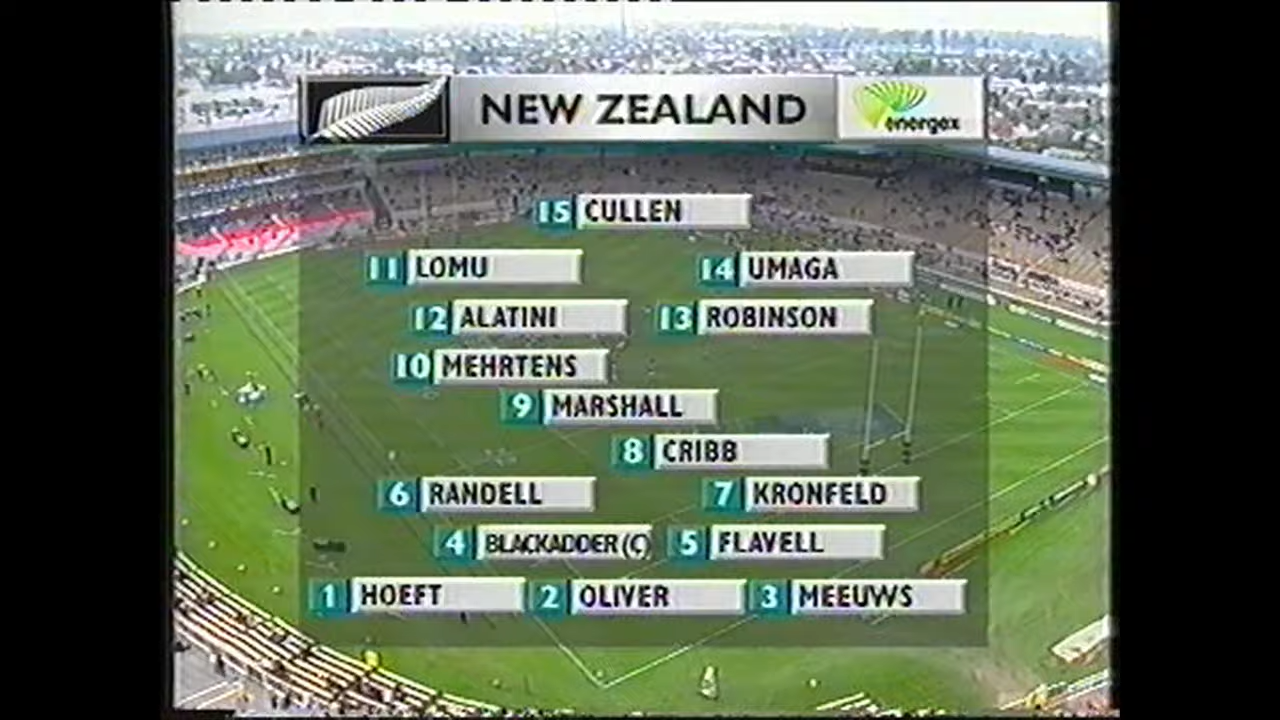 NEW ZEALAND energex
15 CULLEN
11 LOMU 14 UMAGA
12 ALATINI 13 ROBINSON
10 MEHRTENS
9 MARSHALL
8 CRIBB
6 RANDELL 7 KRONFELD
4 BLACKADDER (C) 5 FLAVELL
1 HOEFT 2 OLIVER 3 MEEUWS